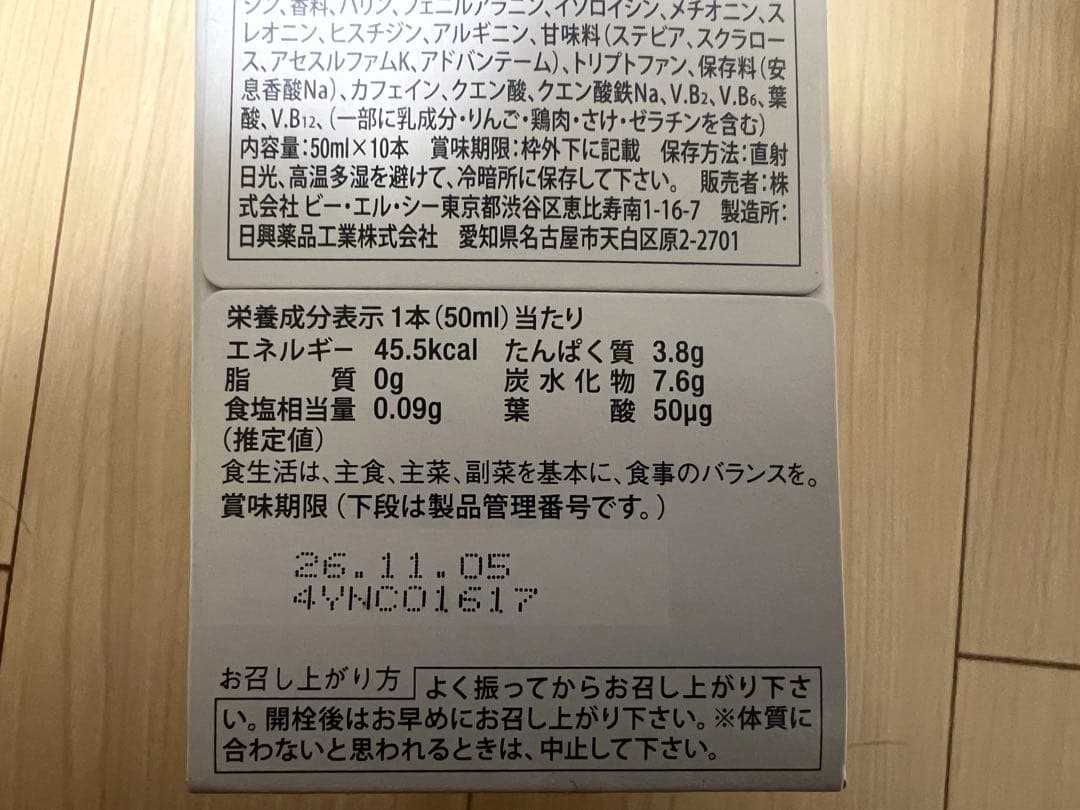 シン、香料、バリン、フェニルアラニン、イソロイシン、メチオニン、ス
レオニン、ヒスチジン、アルギニン、甘味料(ステビア、スクラロー
ス、アセスルファムK、アドバンテーム)、トリプトファン、保存料(安
息香酸Na)、カフェイン、クエン酸、クエン酸鉄Na、V.B2、V.B6、葉
酸、V.B12、(一部に乳成分・りんご・鶏肉・さけ・ゼラチンを含む)
内容量:50ml×10本 賞味期限:枠外下に記載 保存方法:直射
日光、高温多湿を避けて、冷暗所に保存して下さい。 販売者:株
式会社 ビー・エル・シー東京都渋谷区恵比寿南1-16-7 製造所:
日興薬品工業株式会社 愛知県名古屋市天白区原2-2701
栄養成分表示 1本(50ml)当たり
エネルギー 45.5kcal たんぱく質 3.8g
脂質 0g 炭水化物 7.6g
食塩相当量 0.09g 葉酸 50μg
(推定値)
食生活は、主食、主菜、副菜を基本に、食事のバランスを。
賞味期限(下段は製品管理番号です。)
26.11.05
4YNC01617
お召し上がり方 よく振ってからお召し上がり下さ
い。開栓後はお早めにお召し上がり下さい。※体質に
合わないと思われるときは、中止して下さい。